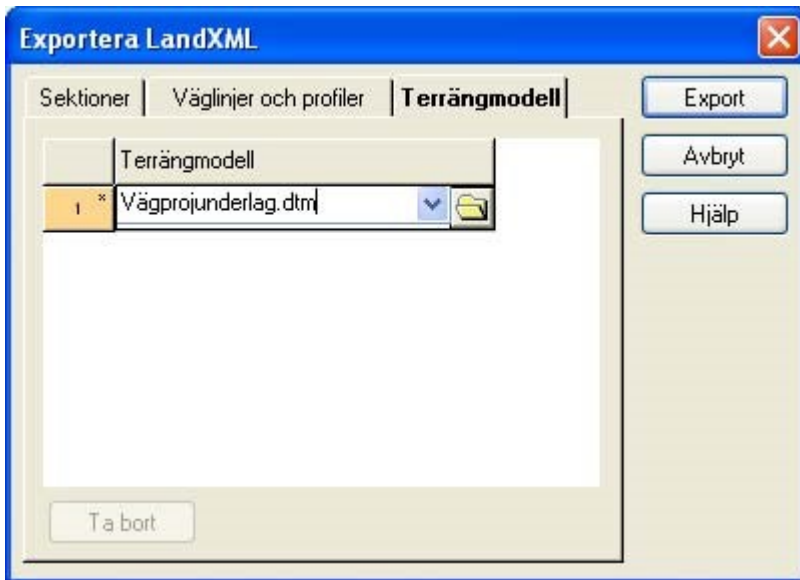 Exportera LandXML
Sektioner Väglinjer och profiler Terrängmodell
Export
Avbryt
Hjälp
Terrängmodell
1 * Vägprojunderlag.dtm
Ta bort